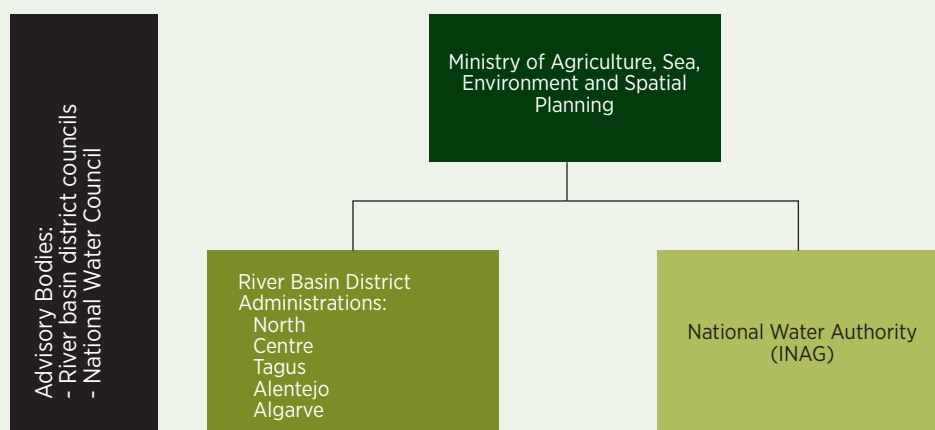 Advisory Bodies:
- River basin district councils
- National Water Council
Ministry of Agriculture, Sea,
Environment and Spatial
Planning
River Basin District
Administrations:
North
Centre
Tagus
Alentejo
Algarve
National Water Authority
(INAG)